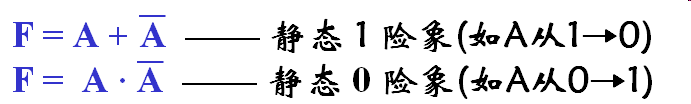 F = A + A̅ —— 静态 1 险象(如A从1→0)
F = A · A̅ —— 静态 0 险象(如A从0→1)